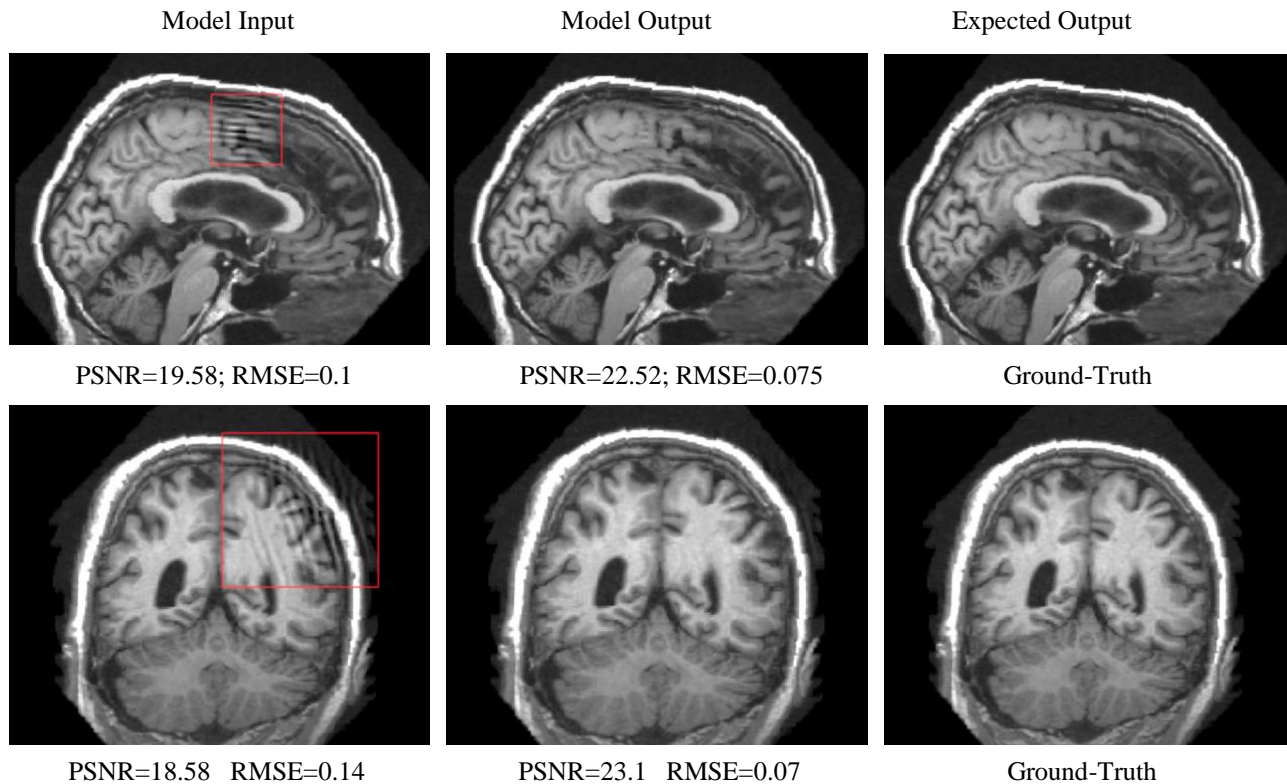 Model Input Model Output Expected Output
PSNR=19.58; RMSE=0.1 PSNR=22.52; RMSE=0.075 Ground-Truth
PSNR=18.58 RMSE=0.14 PSNR=23.1 RMSE=0.07 Ground-Truth